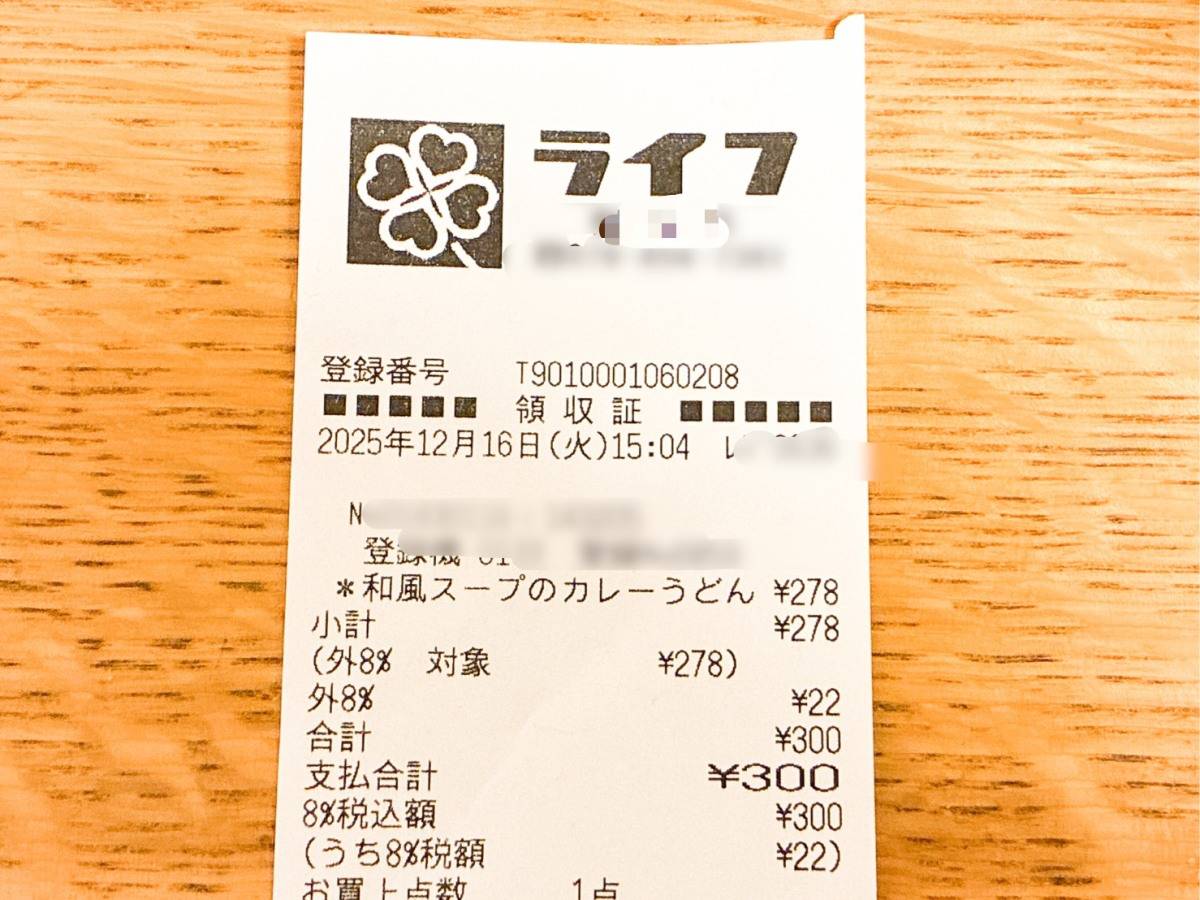 ライフ
登録番号 T9010001060208
■■■■■ 領収証 ■■■■■
2025年12月16日(火)15:04
*和風スープのカレーうどん ¥278
小計 ¥278
(外8% 対象 ¥278)
外8% ¥22
合計 ¥300
支払合計 ¥300
8%税込額 ¥300
(うち8%税額 ¥22)
お買上点数 1点